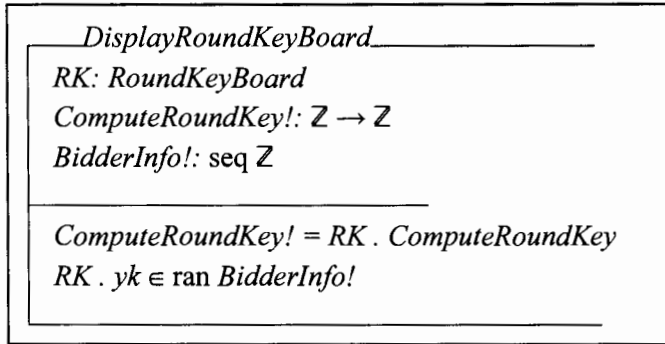 DisplayRoundKeyBoard
RK: RoundKeyBoard
ComputeRoundKey!: ℤ → ℤ
BidderInfo!: seq ℤ
ComputeRoundKey! = RK . ComputeRoundKey
RK . yk ∈ ran BidderInfo!